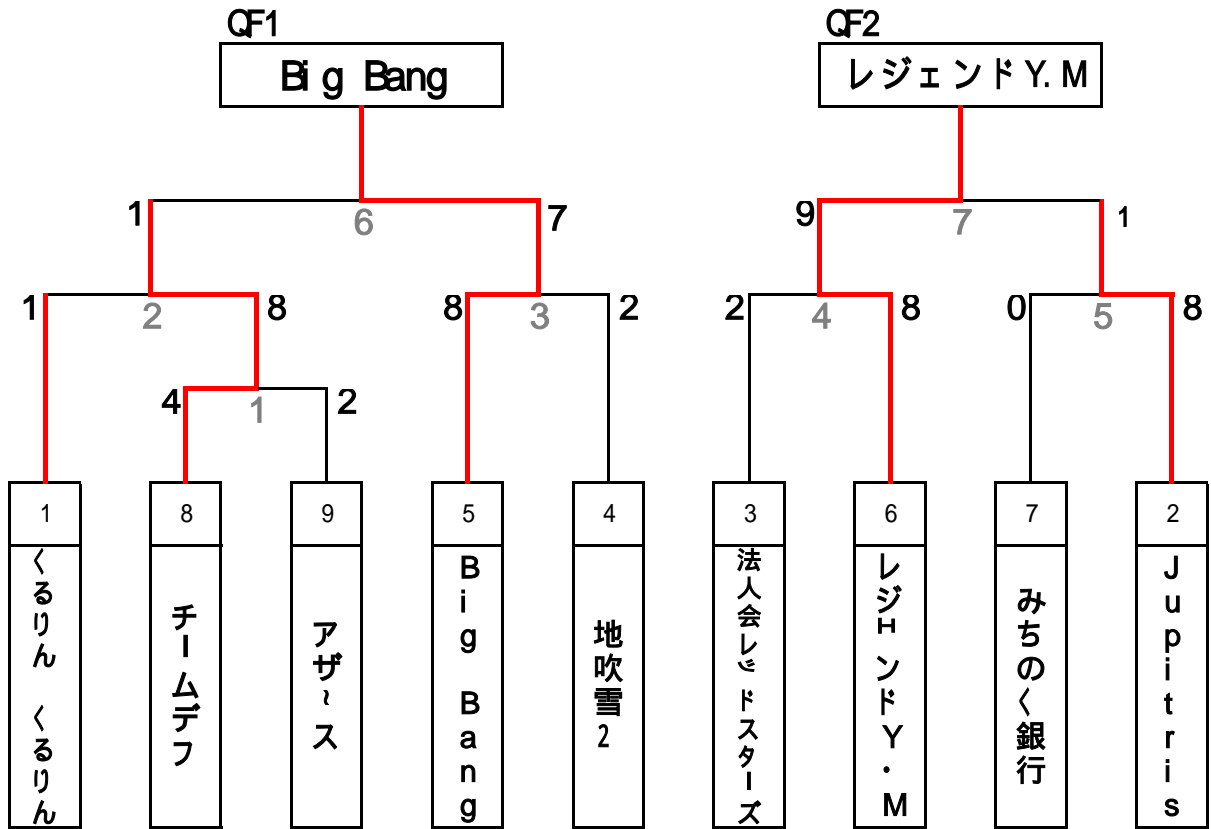 QF1 QF2
Big Bang レジェンドY.M
1 6 7 9 7 1
1 2 8 8 3 2 2 4 8 0 5 8
4 1 2
1 8 9 5 4 3 6 7 2
くるりん くるりん
チームデフ
アザ~ス
Big Bang
地吹雪2
法人会レッドスターズ
レジェンドY・M
みちのく銀行
Jupitris